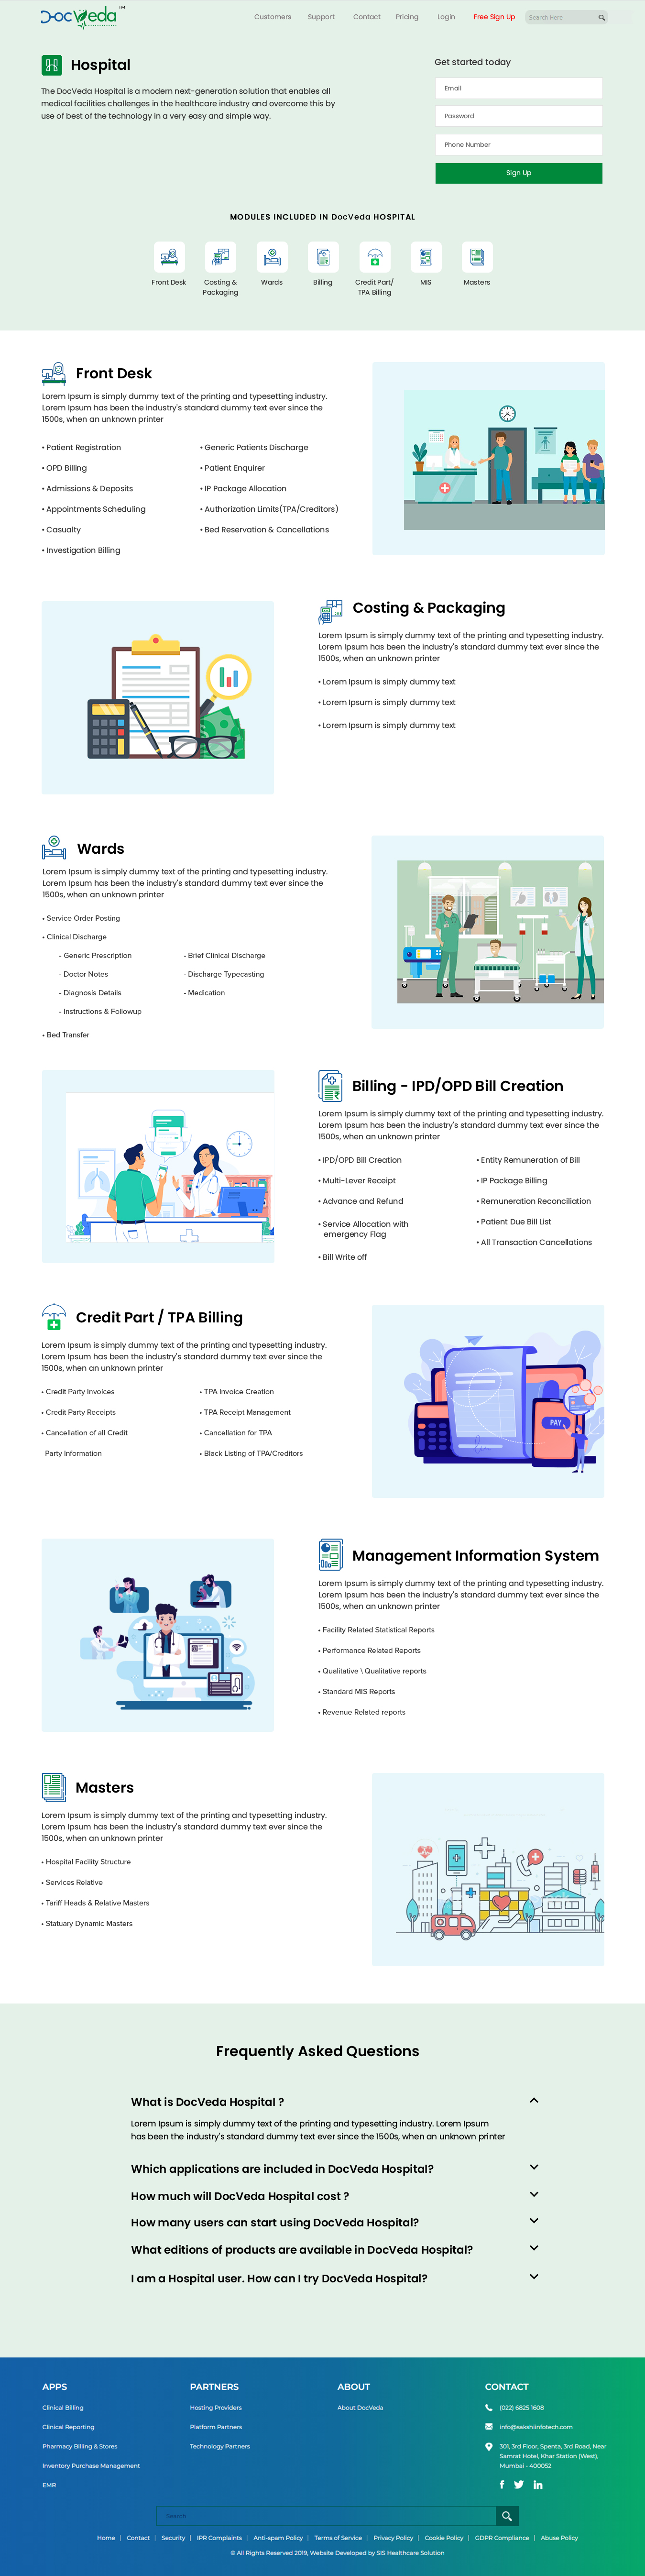 DocVeda™
Customers Support Contact Pricing Login Free Sign Up Search Here
Hospital
The DocVeda Hospital is a modern next-generation solution that enables all
medical facilities challenges in the healthcare industry and overcome this by
use of best of the technology in a very easy and simple way.
Get started today
Email
Password
Phone Number
Sign Up
MODULES INCLUDED IN DocVeda HOSPITAL
Front Desk
Costing &
Packaging
Wards
Billing
Credit Part/
TPA Billing
MIS
Masters
Front Desk
Lorem Ipsum is simply dummy text of the printing and typesetting industry.
Lorem Ipsum has been the industry's standard dummy text ever since the
1500s, when an unknown printer
• Patient Registration
• OPD Billing
• Admissions & Deposits
• Appointments Scheduling
• Casualty
• Investigation Billing
• Generic Patients Discharge
• Patient Enquirer
• IP Package Allocation
• Authorization Limits(TPA/Creditors)
• Bed Reservation & Cancellations
Costing & Packaging
Lorem Ipsum is simply dummy text of the printing and typesetting industry.
Lorem Ipsum has been the industry's standard dummy text ever since the
1500s, when an unknown printer
• Lorem Ipsum is simply dummy text
• Lorem Ipsum is simply dummy text
• Lorem Ipsum is simply dummy text
Wards
Lorem Ipsum is simply dummy text of the printing and typesetting industry.
Lorem Ipsum has been the industry's standard dummy text ever since the
1500s, when an unknown printer
• Service Order Posting
• Clinical Discharge
- Generic Prescription
- Doctor Notes
- Diagnosis Details
- Instructions & Followup
- Brief Clinical Discharge
- Discharge Typecasting
- Medication
• Bed Transfer
Billing - IPD/OPD Bill Creation
Lorem Ipsum is simply dummy text of the printing and typesetting industry.
Lorem Ipsum has been the industry's standard dummy text ever since the
1500s, when an unknown printer
• IPD/OPD Bill Creation
• Multi-Lever Receipt
• Advance and Refund
• Service Allocation with
emergency Flag
• Bill Write off
• Entity Remuneration of Bill
• IP Package Billing
• Remuneration Reconciliation
• Patient Due Bill List
• All Transaction Cancellations
Credit Part / TPA Billing
Lorem Ipsum is simply dummy text of the printing and typesetting industry.
Lorem Ipsum has been the industry's standard dummy text ever since the
1500s, when an unknown printer
• Credit Party Invoices
• Credit Party Receipts
• Cancellation of all Credit
Party Information
• TPA Invoice Creation
• TPA Receipt Management
• Cancellation for TPA
• Black Listing of TPA/Creditors
PAY
Management Information System
Lorem Ipsum is simply dummy text of the printing and typesetting industry.
Lorem Ipsum has been the industry's standard dummy text ever since the
1500s, when an unknown printer
• Facility Related Statistical Reports
• Performance Related Reports
• Qualitative \ Qualitative reports
• Standard MIS Reports
• Revenue Related reports
Masters
Lorem Ipsum is simply dummy text of the printing and typesetting industry.
Lorem Ipsum has been the industry's standard dummy text ever since the
1500s, when an unknown printer
• Hospital Facility Structure
• Services Relative
• Tariff Heads & Relative Masters
• Statuary Dynamic Masters
Frequently Asked Questions
What is DocVeda Hospital ?
Lorem Ipsum is simply dummy text of the printing and typesetting industry. Lorem Ipsum
has been the industry's standard dummy text ever since the 1500s, when an unknown printer
Which applications are included in DocVeda Hospital?
How much will DocVeda Hospital cost ?
How many users can start using DocVeda Hospital?
What editions of products are available in DocVeda Hospital?
I am a Hospital user. How can I try DocVeda Hospital?
APPS
Clinical Billing
Clinical Reporting
Pharmacy Billing & Stores
Inventory Purchase Management
EMR
PARTNERS
Hosting Providers
Platform Partners
Technology Partners
ABOUT
About DocVeda
CONTACT
(022) 6825 1608
info@sakshiinfotech.com
301, 3rd Floor, Spenta, 3rd Road, Near
Samrat Hotel, Khar Station (West),
Mumbai - 400052
Search
Home | Contact | Security | IPR Complaints | Anti-spam Policy | Terms of Service | Privacy Policy | Cookie Policy | GDPR Compliance | Abuse Policy
© All Rights Reserved 2019, Website Developed by SIS Healthcare Solution